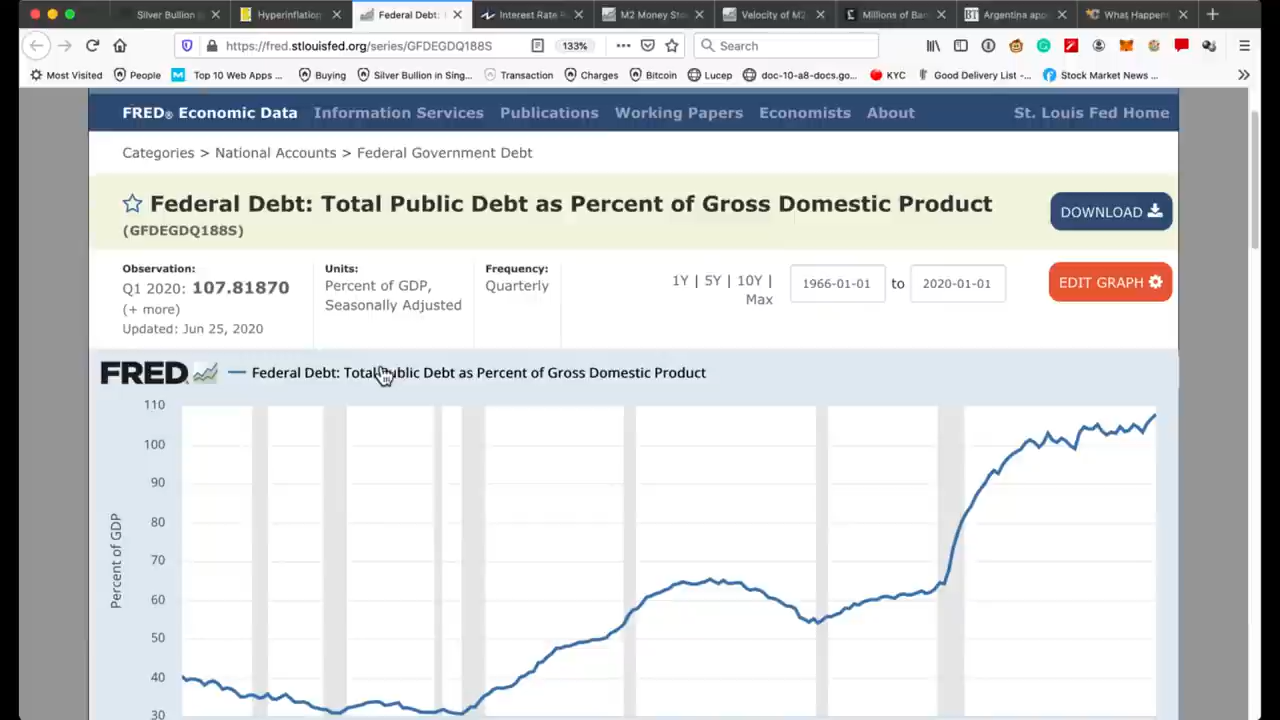 Silver Bullion
Hyperinflation
Federal Debt:
Interest Rate
M2 Money Sto
Velocity of M2
Millions of Ba
Argentina
What Happen
https://fred.stlouisfed.org/series/GFDEGDQ188S
133%
Search
Most Visited
People
Top 10 Web Apps ...
Buying
Silver Bullion in Sing...
Transaction
Charges
Bitcoin
Lucep
doc-10-a8-docs.go...
KYC
Good Delivery List -...
Stock Market News ...
FRED® Economic Data
Information Services
Publications
Working Papers
Economists
About
St. Louis Fed Home
Categories > National Accounts > Federal Government Debt
Federal Debt: Total Public Debt as Percent of Gross Domestic Product
(GFDEGDQ188S)
DOWNLOAD
Observation:
Q1 2020: 107.81870
(+ more)
Updated: Jun 25, 2020
Units:
Percent of GDP,
Seasonally Adjusted
Frequency:
Quarterly
1Y | 5Y | 10Y |
Max
1966-01-01 to 2020-01-01
EDIT GRAPH
FRED
Federal Debt: Total Public Debt as Percent of Gross Domestic Product
110
100
90
80
70
60
50
40
30
Percent of GDP